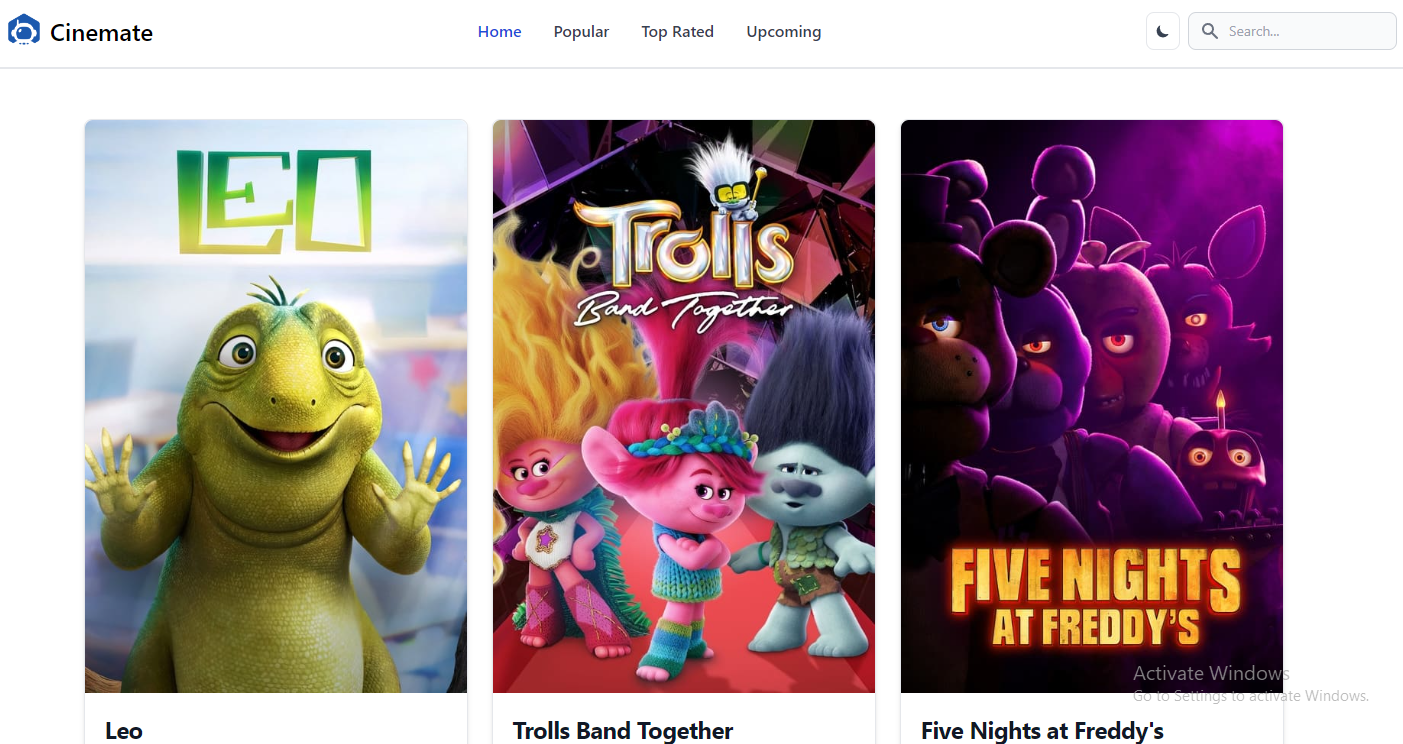 Cinemate
Home
Popular
Top Rated
Upcoming
Search...
LEO
Trolls
Band Together
FIVE NIGHTS
AT FREDDY'S
Activate Windows
Go to Settings to activate Windows.
Leo
Trolls Band Together
Five Nights at Freddy's